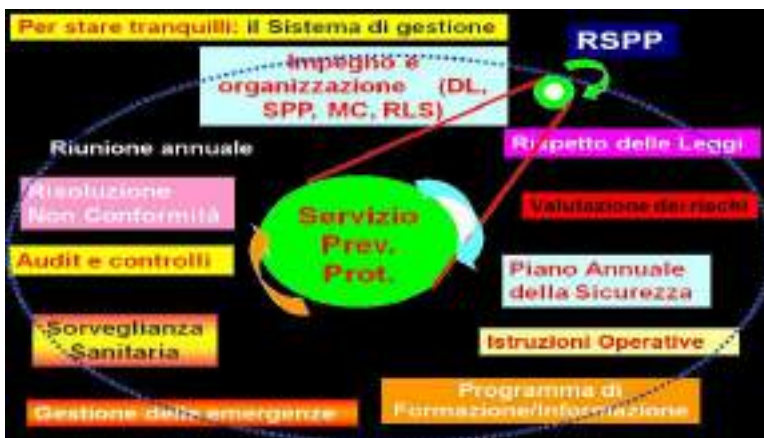 Per stare tranquilli: il Sistema di gestione
RSPP
Impegno e
organizzazione (DL,
SPP, MC, RLS)
Riunione annuale
Rispetto delle Leggi
Risoluzione
Non Conformità
Valutazione dei rischi
Servizio
Prev.
Prot.
Audit e controlli
Piano Annuale
della Sicurezza
Sorveglianza
Sanitaria
Istruzioni Operative
Programma di
Formazione/Informazione
Gestione delle emergenze